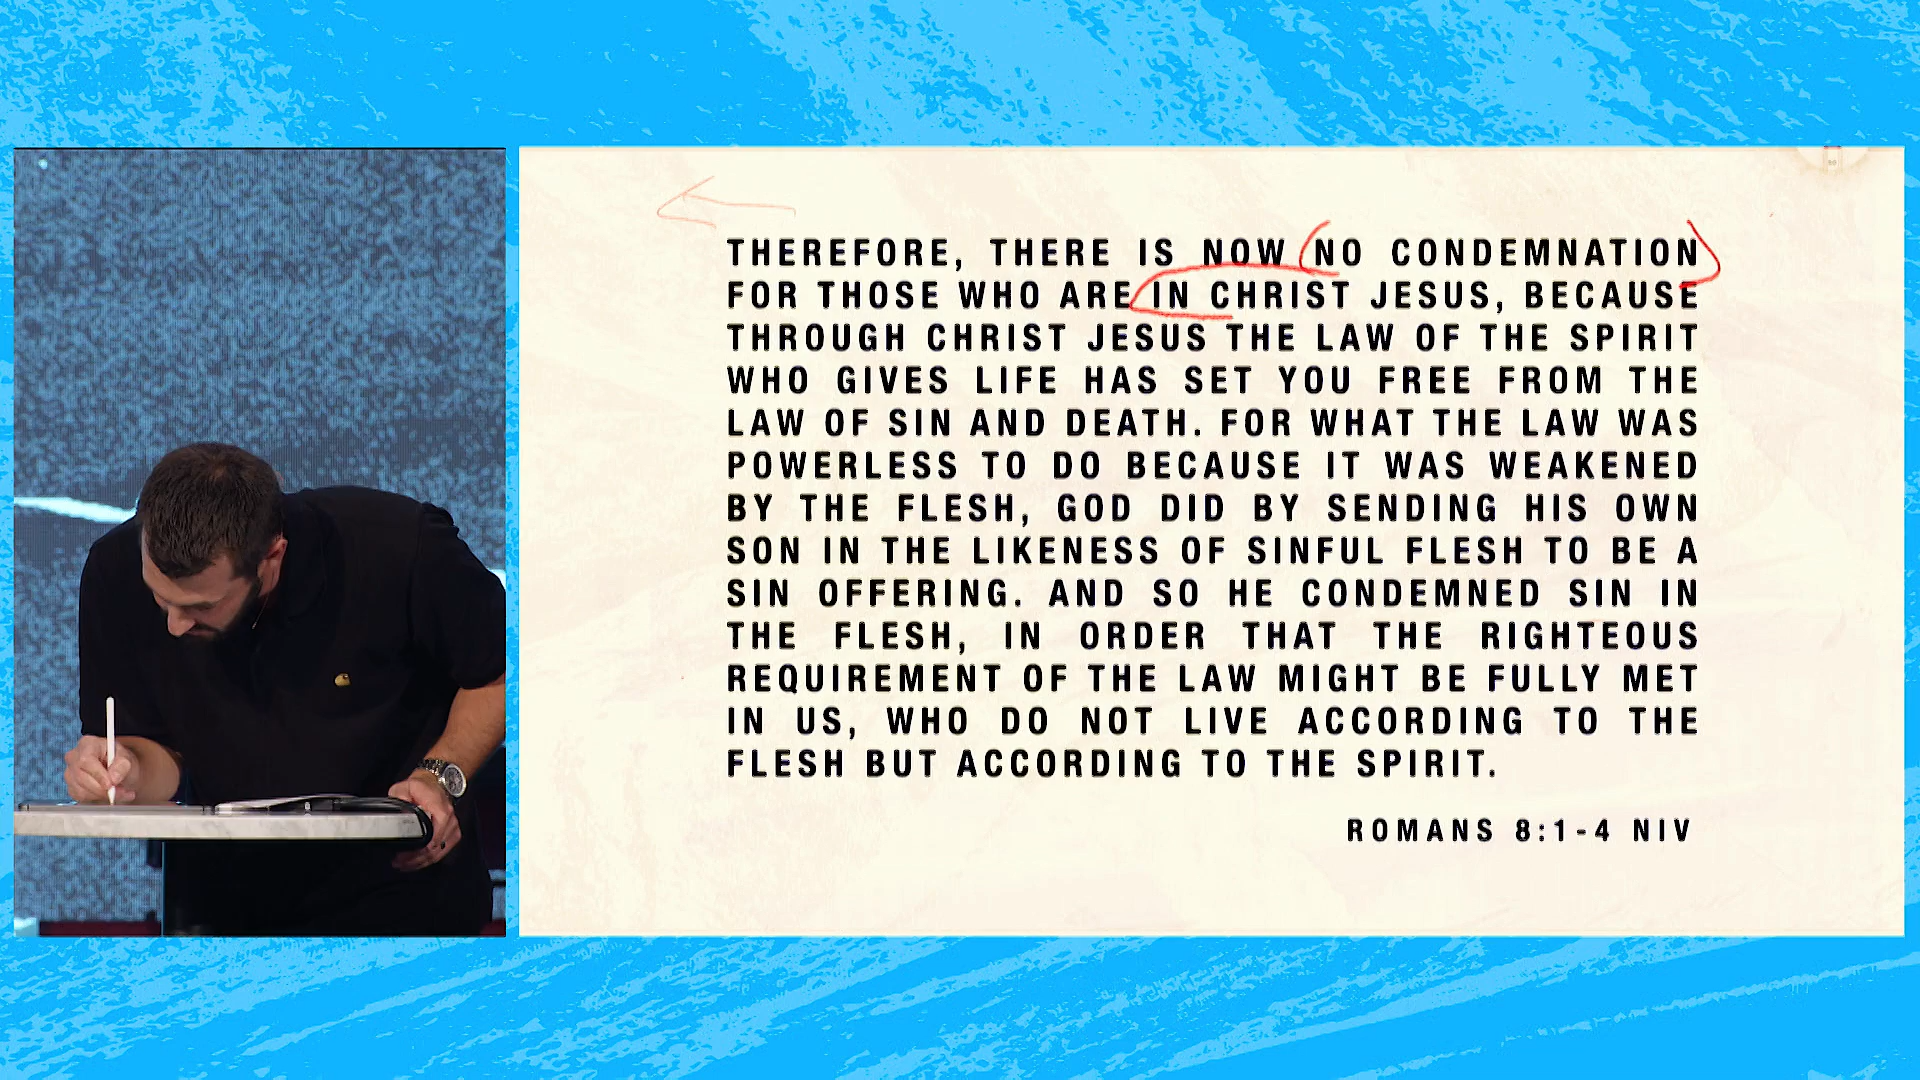 THEREFORE, THERE IS NOW NO CONDEMNATION
FOR THOSE WHO ARE IN CHRIST JESUS, BECAUSE
THROUGH CHRIST JESUS THE LAW OF THE SPIRIT
WHO GIVES LIFE HAS SET YOU FREE FROM THE
LAW OF SIN AND DEATH. FOR WHAT THE LAW WAS
POWERLESS TO DO BECAUSE IT WAS WEAKENED
BY THE FLESH, GOD DID BY SENDING HIS OWN
SON IN THE LIKENESS OF SINFUL FLESH TO BE A
SIN OFFERING. AND SO HE CONDEMNED SIN IN
THE FLESH, IN ORDER THAT THE RIGHTEOUS
REQUIREMENT OF THE LAW MIGHT BE FULLY MET
IN US, WHO DO NOT LIVE ACCORDING TO THE
FLESH BUT ACCORDING TO THE SPIRIT.
ROMANS 8:1-4 NIV